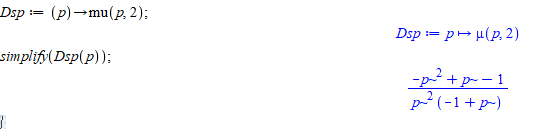 Dsp := (p)→mu(p, 2);
Dsp := p ↦ μ(p, 2)
simplify(Dsp(p));
(-p~² + p~ − 1) / (p~² (−1 + p~))